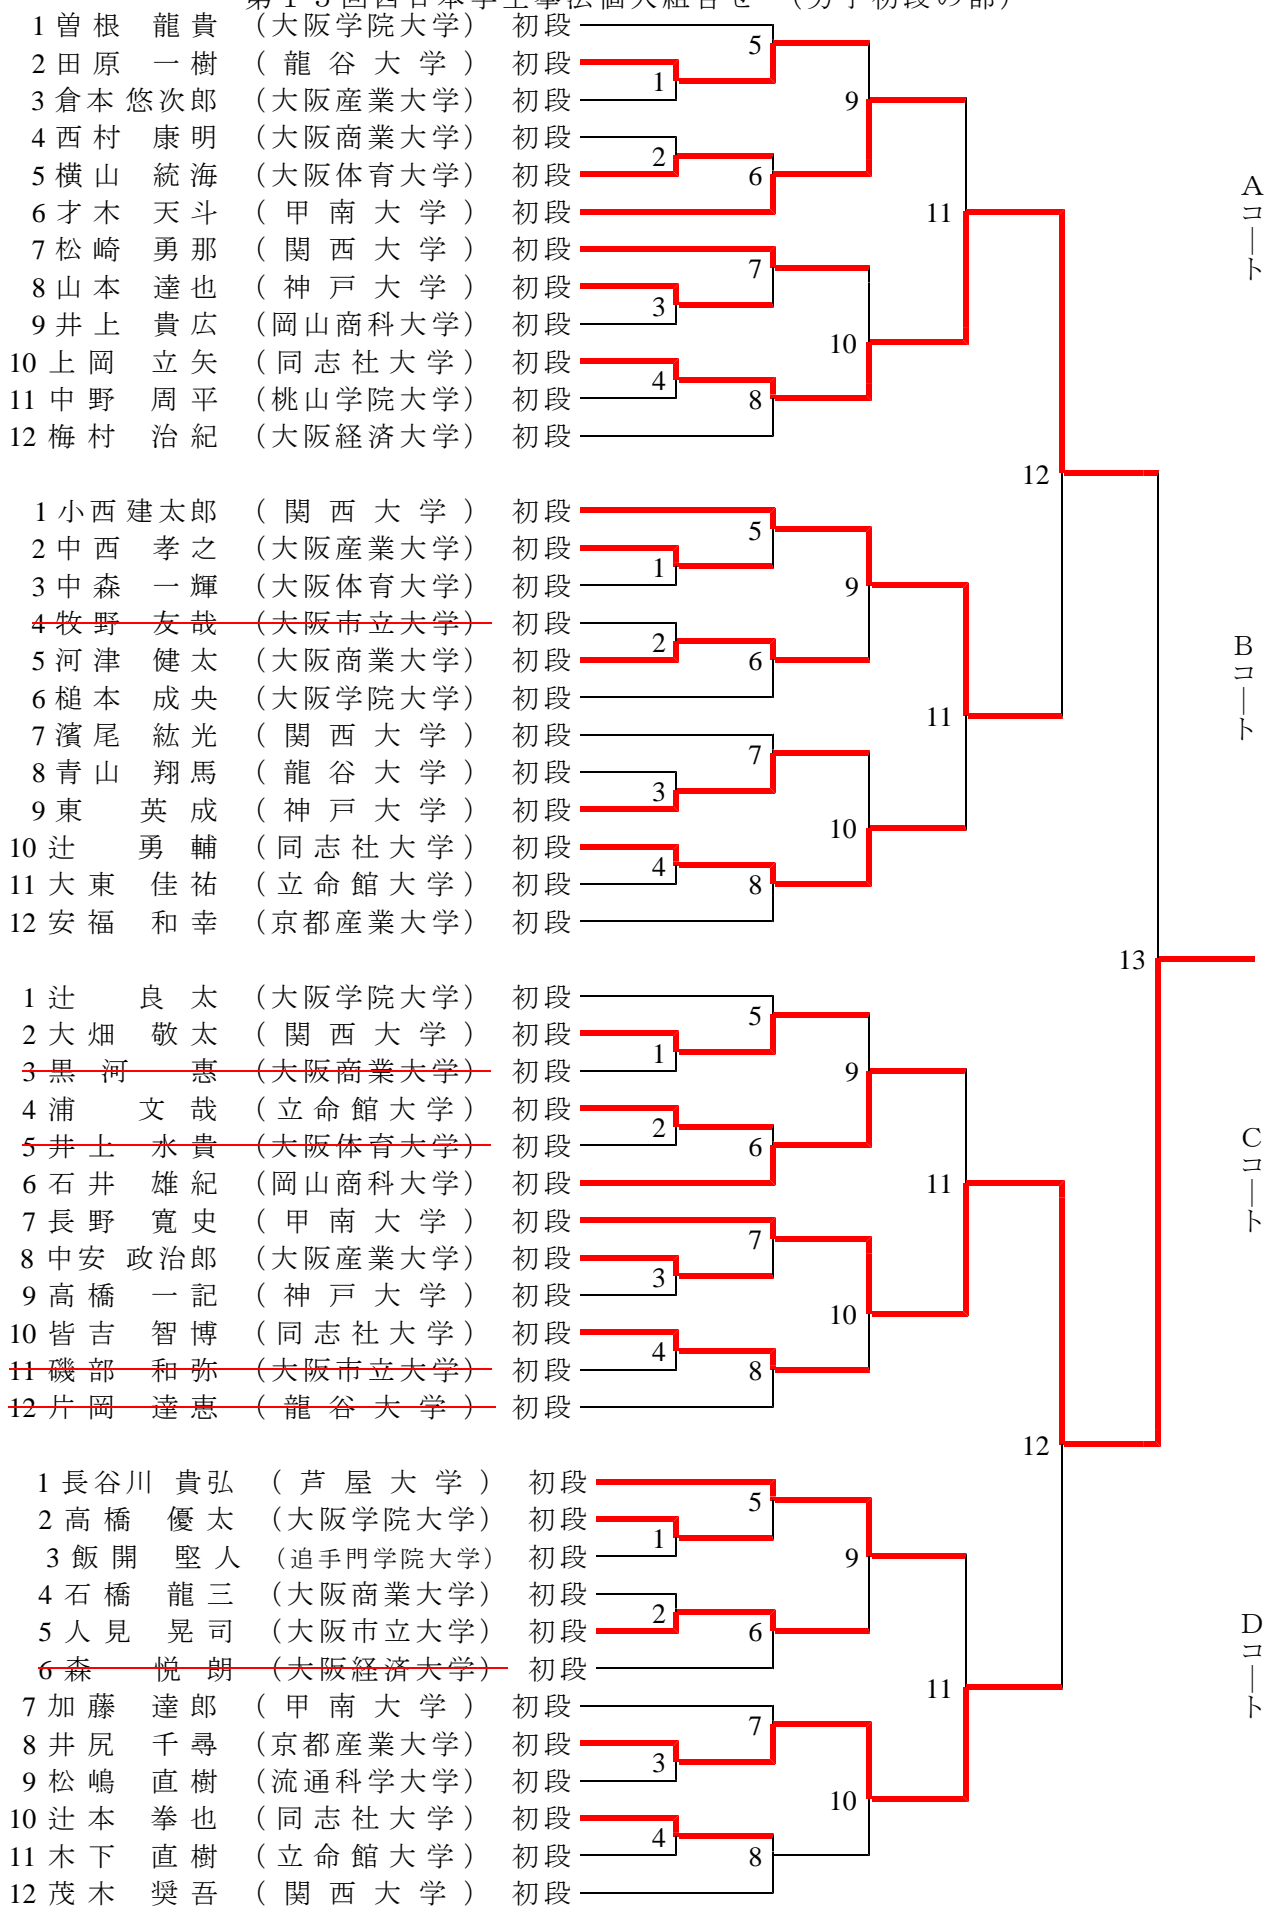 第13回西日本学生拳法個人組合せ （男子初段の部）
1 曽根 龍貴 （大阪学院大学） 初段
2 田原 一樹 （龍谷大学） 初段
3 倉本 悠次郎 （大阪産業大学） 初段
4 西村 康明 （大阪商業大学） 初段
5 横山 統海 （大阪体育大学） 初段
6 才木 天斗 （甲南大学） 初段
7 松崎 勇那 （関西大学） 初段
8 山本 達也 （神戸大学） 初段
9 井上 貴広 （岡山商科大学） 初段
10 上岡 立矢 （同志社大学） 初段
11 中野 周平 （桃山学院大学） 初段
12 梅村 治紀 （大阪経済大学） 初段
1
2
3
4
5
6
7
8
9
10
11
Aコート
12
1 小西 建太郎 （関西大学） 初段
2 中西 孝之 （大阪産業大学） 初段
3 中森 一輝 （大阪体育大学） 初段
4 牧野 友哉 （大阪市立大学） 初段
5 河津 健太 （大阪商業大学） 初段
6 槌本 成央 （大阪学院大学） 初段
7 濱尾 紘光 （関西大学） 初段
8 青山 翔馬 （龍谷大学） 初段
9 東 英成 （神戸大学） 初段
10 辻 勇輔 （同志社大学） 初段
11 大東 佳祐 （立命館大学） 初段
12 安福 和幸 （京都産業大学） 初段
1
2
3
4
5
6
7
8
9
10
11
Bコート
13
1 辻 良太 （大阪学院大学） 初段
2 大畑 敬太 （関西大学） 初段
3 黒河 惠 （大阪商業大学） 初段
4 浦 文哉 （立命館大学） 初段
5 井上 水貴 （大阪体育大学） 初段
6 石井 雄紀 （岡山商科大学） 初段
7 長野 寛史 （甲南大学） 初段
8 中安 政治郎 （大阪産業大学） 初段
9 高橋 一記 （神戸大学） 初段
10 皆吉 智博 （同志社大学） 初段
11 磯部 和弥 （大阪市立大学） 初段
12 片岡 達恵 （龍谷大学） 初段
1
2
3
4
5
6
7
8
9
10
11
Cコート
12
1 長谷川 貴弘 （芦屋大学） 初段
2 高橋 優太 （大阪学院大学） 初段
3 飯開 堅人 （追手門学院大学） 初段
4 石橋 龍三 （大阪商業大学） 初段
5 人見 晃司 （大阪市立大学） 初段
6 森 悦朗 （大阪経済大学） 初段
7 加藤 達郎 （甲南大学） 初段
8 井尻 千尋 （京都産業大学） 初段
9 松嶋 直樹 （流通科学大学） 初段
10 辻本 拳也 （同志社大学） 初段
11 木下 直樹 （立命館大学） 初段
12 茂木 奨吾 （関西大学） 初段
1
2
3
4
5
6
7
8
9
10
11
Dコート